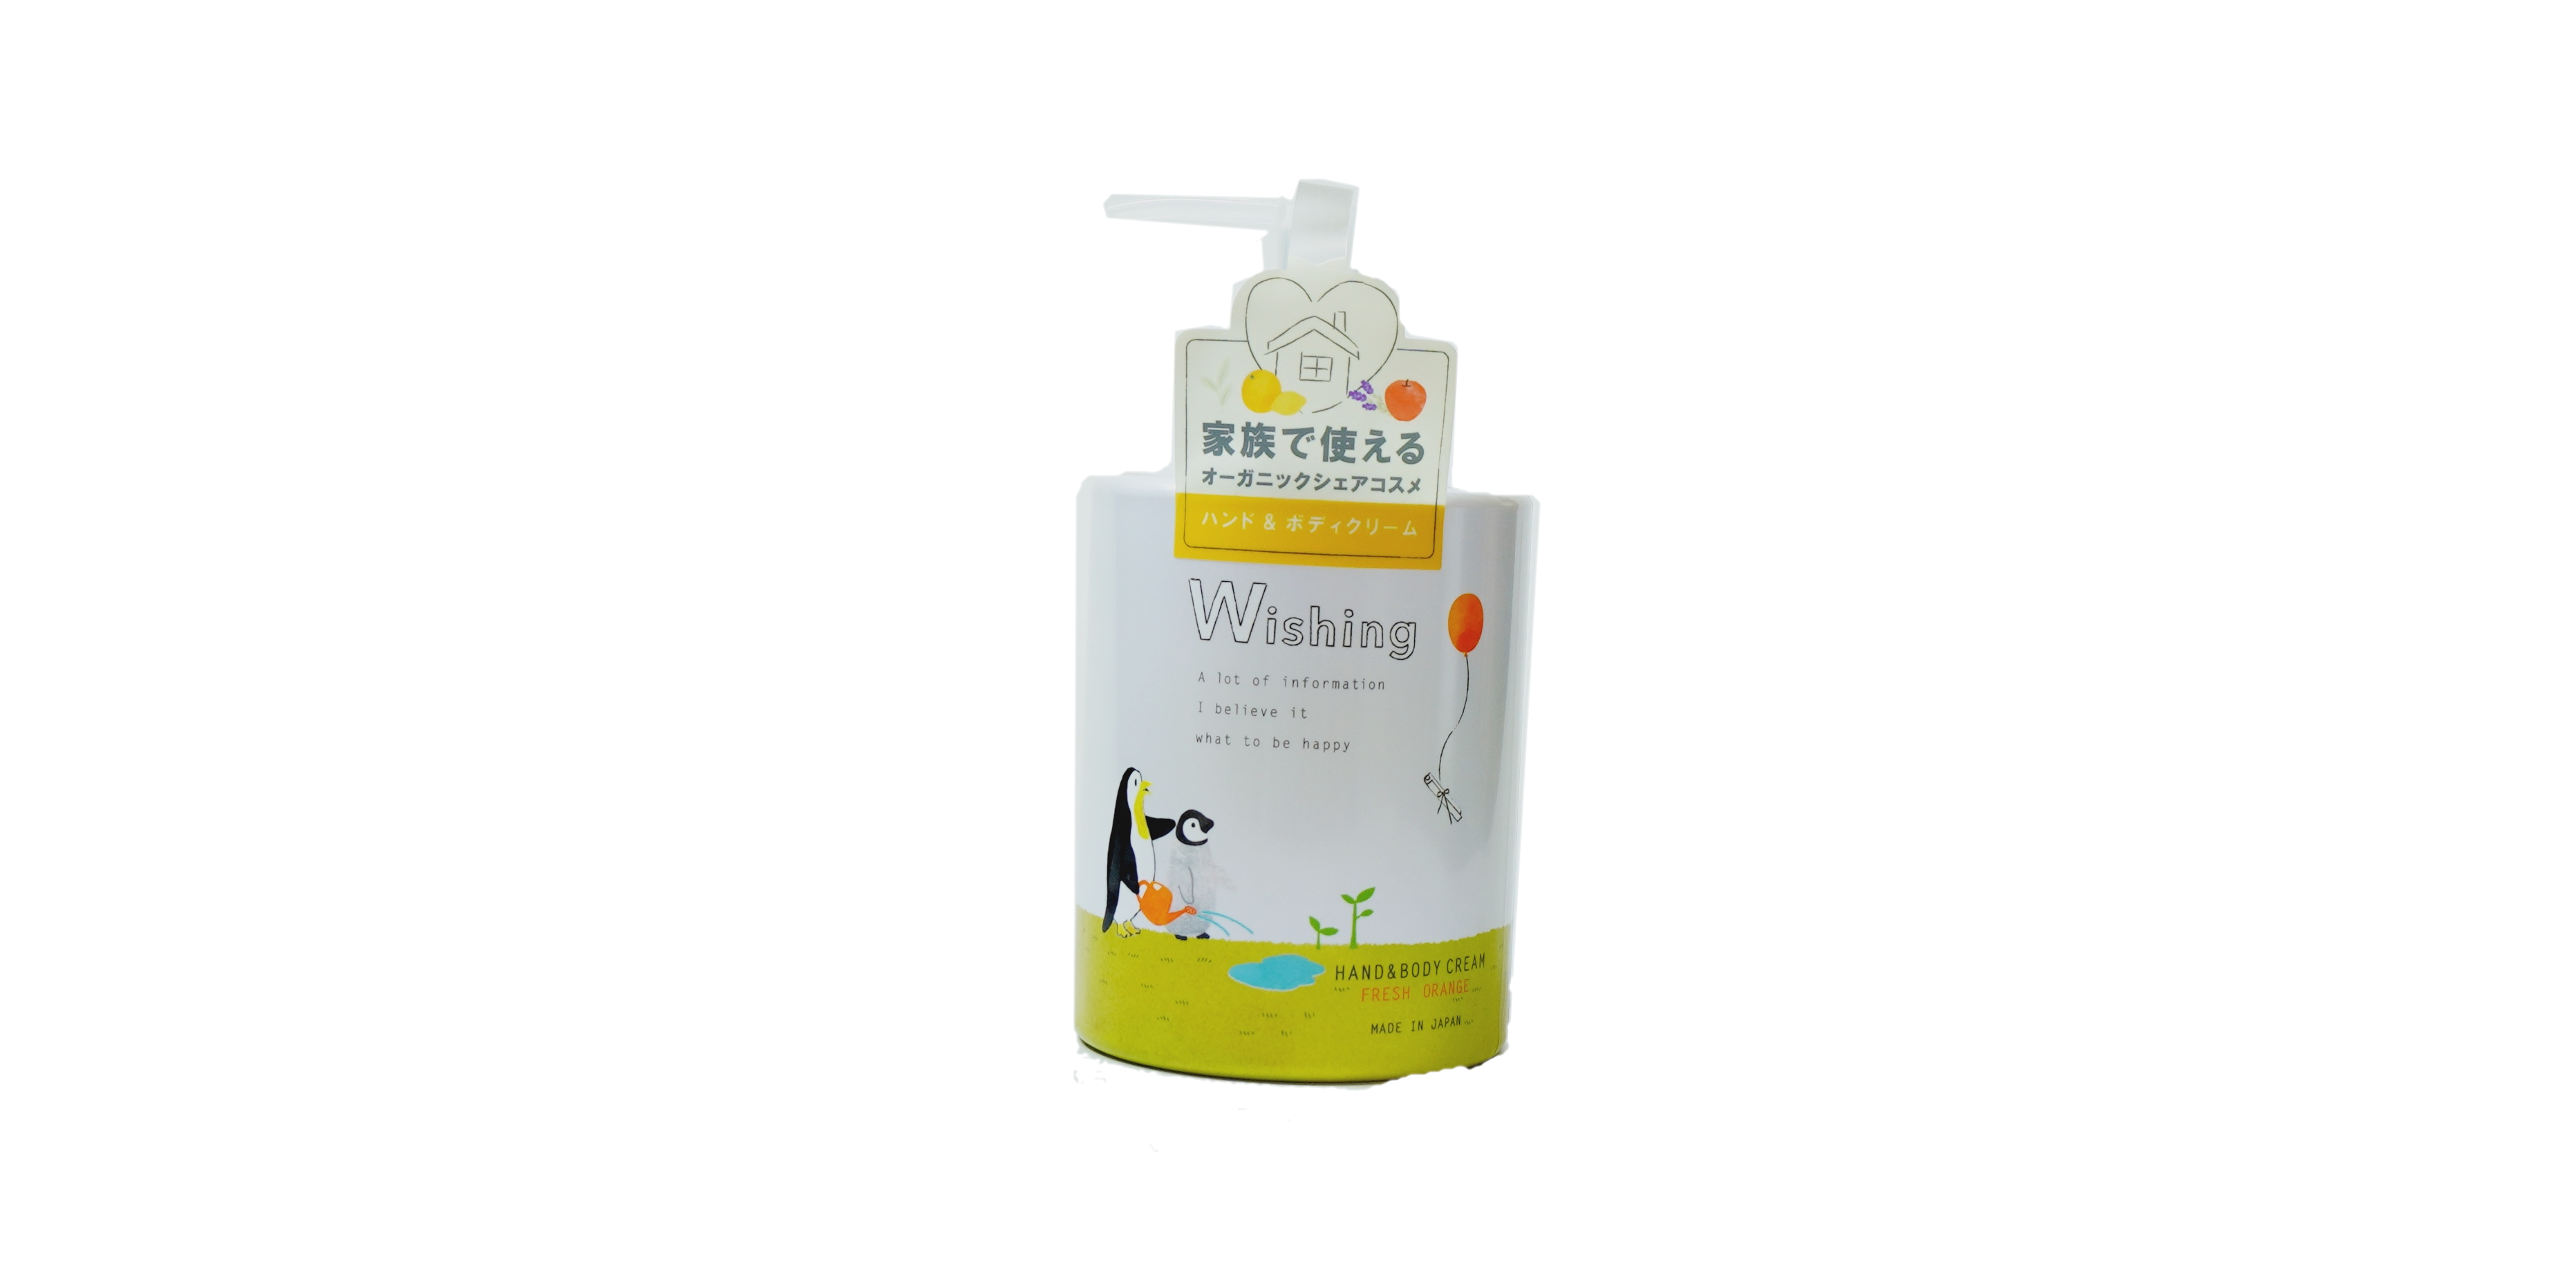 家族で使える
オーガニックシェアコスメ
ハンド & ボディクリーム
Wishing
A lot of information
I believe it
what to be happy
HAND&BODY CREAM
FRESH ORANGE
MADE IN JAPAN